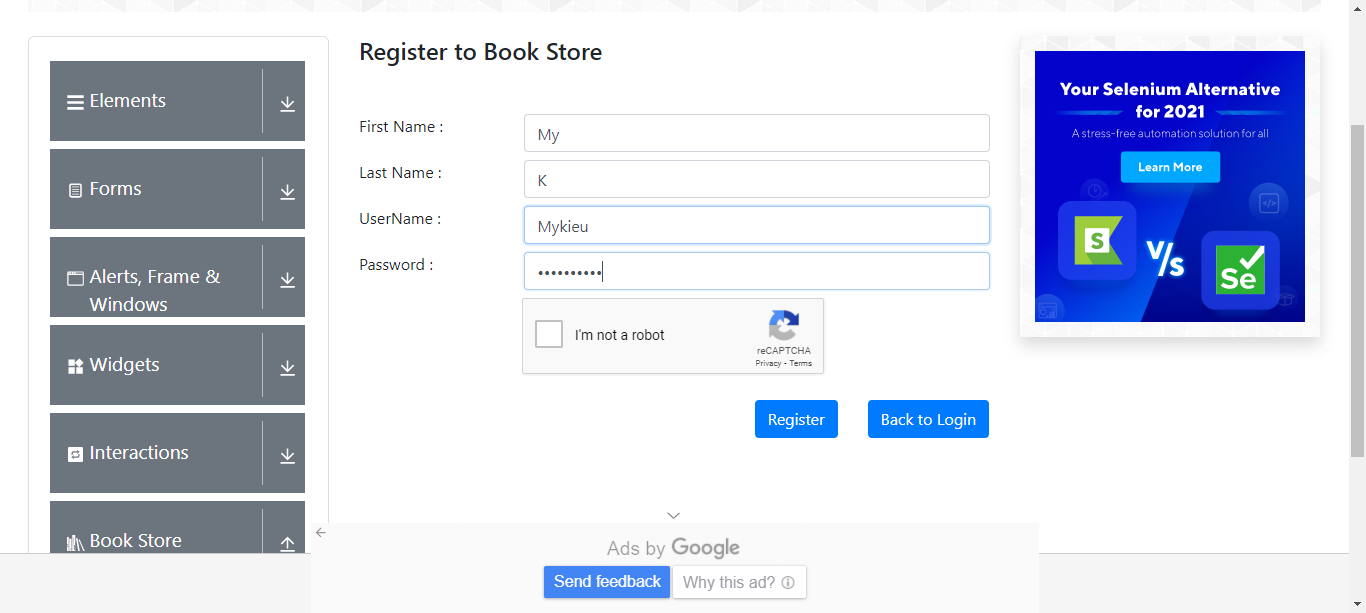 Elements
Forms
Alerts, Frame &
Windows
Widgets
Interactions
Book Store
Register to Book Store
First Name :
My
Last Name :
K
UserName :
Mykieu
Password :
••••••••••
I'm not a robot
reCAPTCHA
Privacy - Terms
Register
Back to Login
Your Selenium Alternative
for 2021
A stress-free automation solution for all
Learn More
S
V/s
Se
</>
Ads by Google
Send feedback
Why this ad?